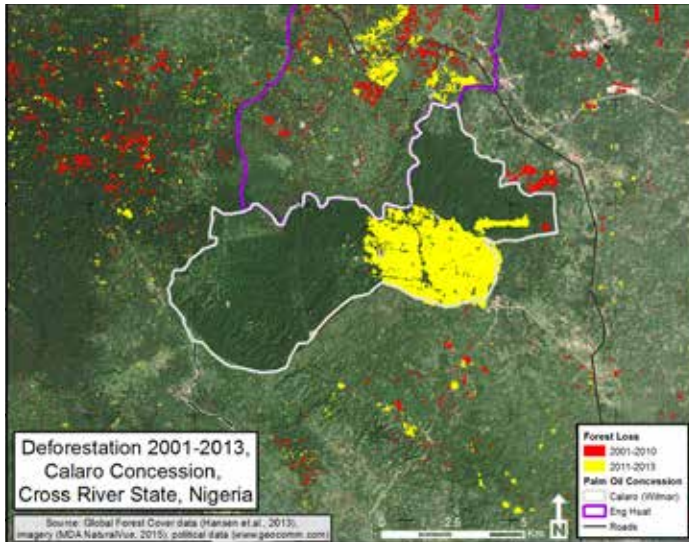 Deforestation 2001-2013,
Calaro Concession,
Cross River State, Nigeria
Source: Global Forest Cover data (Hansen et.al., 2013),
imagery (MDA NaturalVue, 2015), political data (www.geocomm.com)
0 1.25 2.5 5
Km
N
Forest Loss
2001-2010
2011-2013
Palm Oil Concession
Calaro (Wilmar)
Eng Huat
Roads